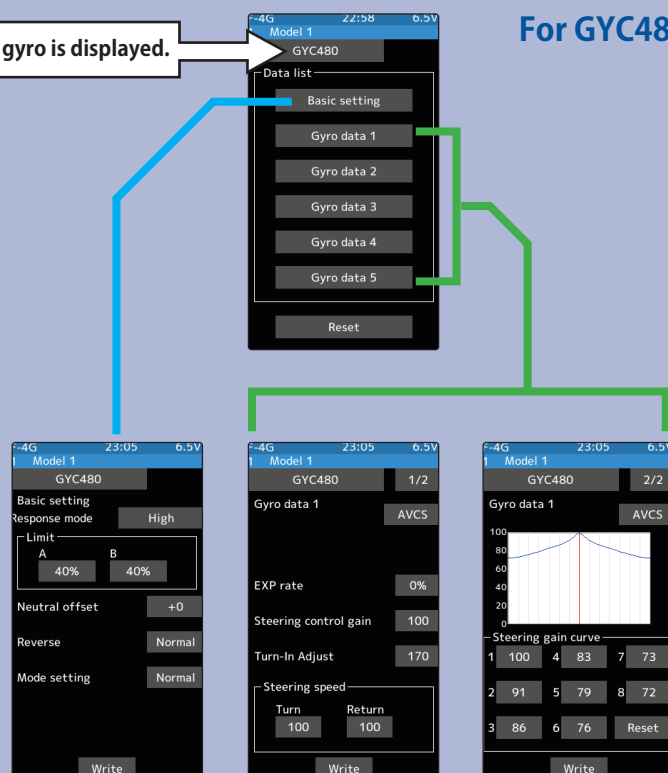 For GYC48
gyro is displayed.
-4G 22:58 6.5V
Model 1
GYC480
Data list
Basic setting
Gyro data 1
Gyro data 2
Gyro data 3
Gyro data 4
Gyro data 5
Reset
-4G 23:05 6.5V
1 Model 1
GYC480
Basic setting
Response mode High
Limit
A B
40% 40%
Neutral offset +0
Reverse Normal
Mode setting Normal
Write
-4G 23:05 6.5V
1 Model 1
GYC480 1/2
Gyro data 1
AVCS
EXP rate 0%
Steering control gain 100
Turn-In Adjust 170
Steering speed
Turn Return
100 100
Write
-4G 23:05 6.5
1 Model 1
GYC480 2/2
Gyro data 1
AVCS
100
80
60
40
20
0
Steering gain curve
1 100 4 83 7 73
2 91 5 79 8 72
3 86 6 76 Reset
Write